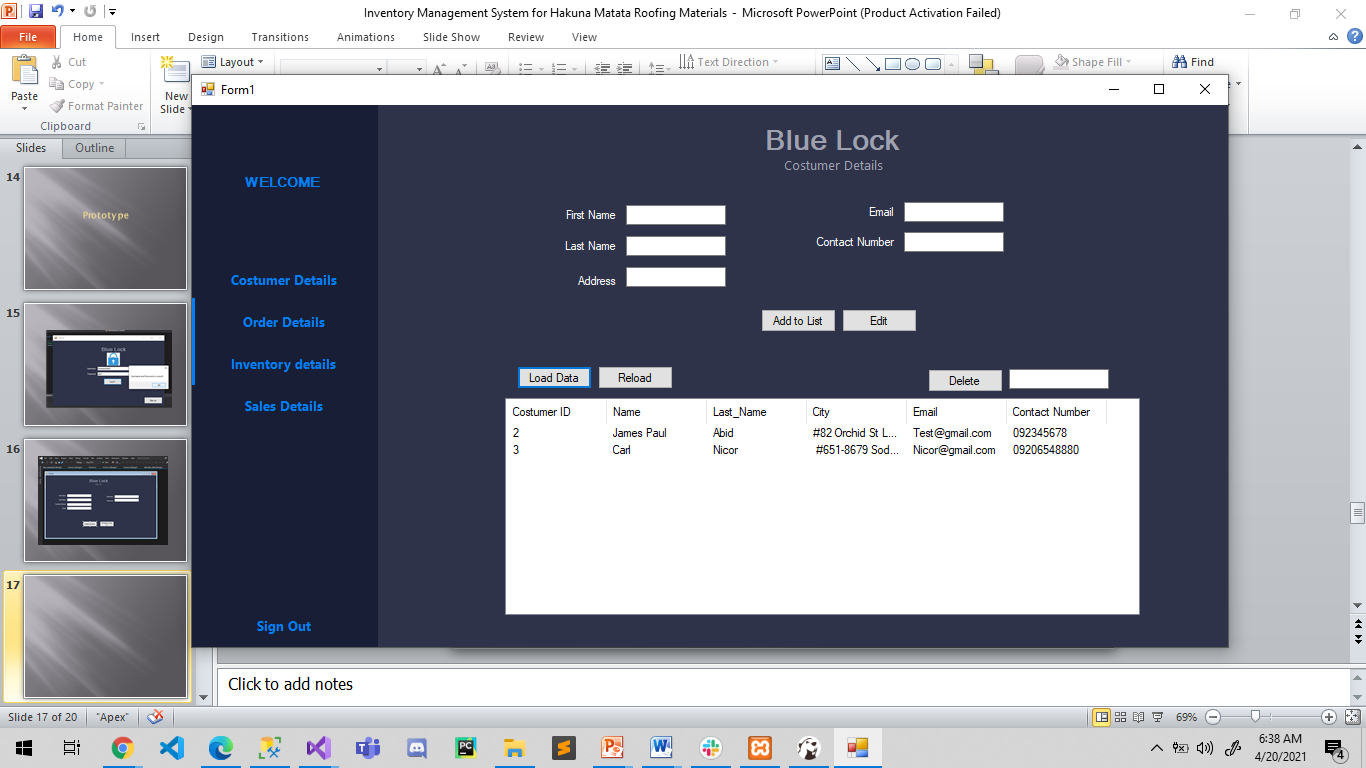 Inventory Management System for Hakuna Matata Roofing Materials - Microsoft PowerPoint (Product Activation Failed)
File Home Insert Design Transitions Animations Slide Show Review View
Paste
Cut
Copy
Format Painter
Clipboard
New
Slide
Layout
Text Direction
Shape Fill
Find
Form1
Slides Outline
14
Prototype
15
Blue Lock
16
17
WELCOME
Costumer Details
Order Details
Inventory details
Sales Details
Sign Out
Blue Lock
Costumer Details
First Name
Last Name
Address
Email
Contact Number
Add to List Edit
Load Data Reload Delete
Costumer ID Name Last_Name City Email Contact Number
2 James Paul Abid #82 Orchid St L... Test@gmail.com 092345678
3 Carl Nicor #651-8679 Sod... Nicor@gmail.com 09206548880
Click to add notes
Slide 17 of 20 "Apex" 69%
6:38 AM
4/20/2021
4